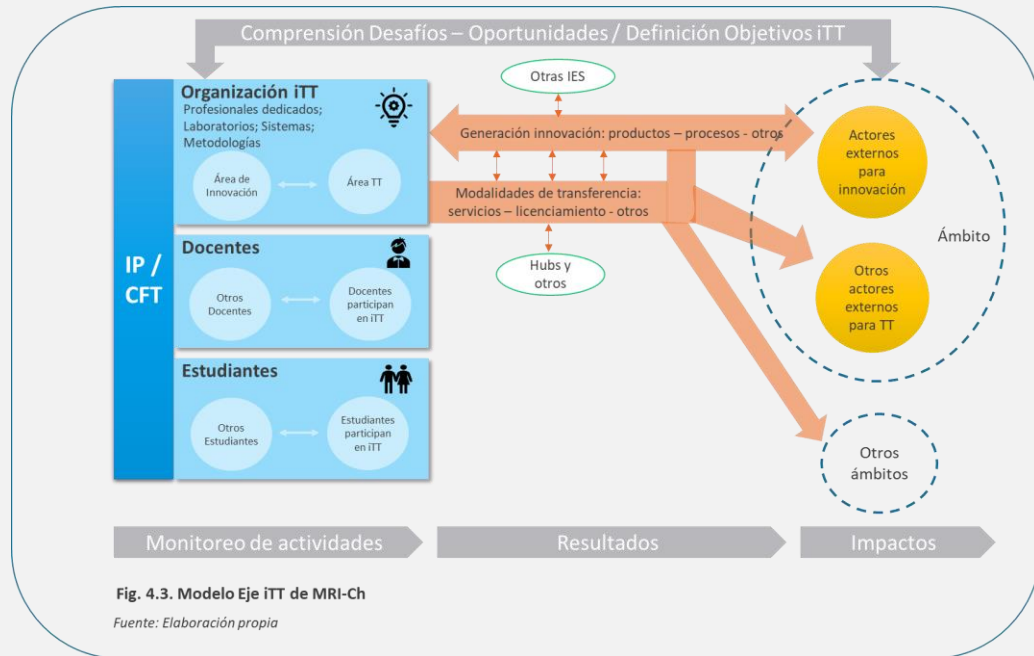 Comprensión Desafíos – Oportunidades / Definición Objetivos iTT
IP /
CFT
Organización iTT
Profesionales dedicados;
Laboratorios; Sistemas;
Metodologías
Área de
Innovación
Área TT
Docentes
Otros
Docentes
Docentes
participan
en iTT
Estudiantes
Otros
Estudiantes
Estudiantes
participan
en iTT
Otras IES
Generación innovación: productos – procesos - otros
Modalidades de transferencia:
servicios – licenciamiento - otros
Hubs y
otros
Actores
externos
para
innovación
Ámbito
Otros
actores
externos
para TT
Otros
ámbitos
Monitoreo de actividades
Resultados
Impactos
Fig. 4.3. Modelo Eje iTT de MRI-Ch
Fuente: Elaboración propia